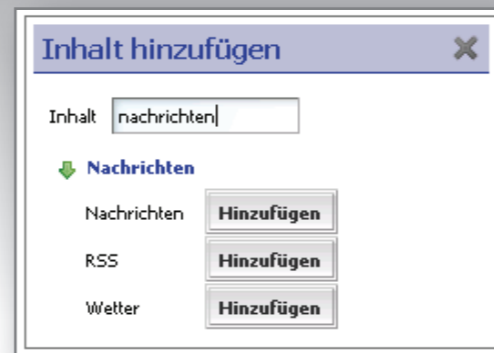 Inhalt hinzufügen
Inhalt nachrichten
Nachrichten
Nachrichten Hinzufügen
RSS Hinzufügen
Wetter Hinzufügen